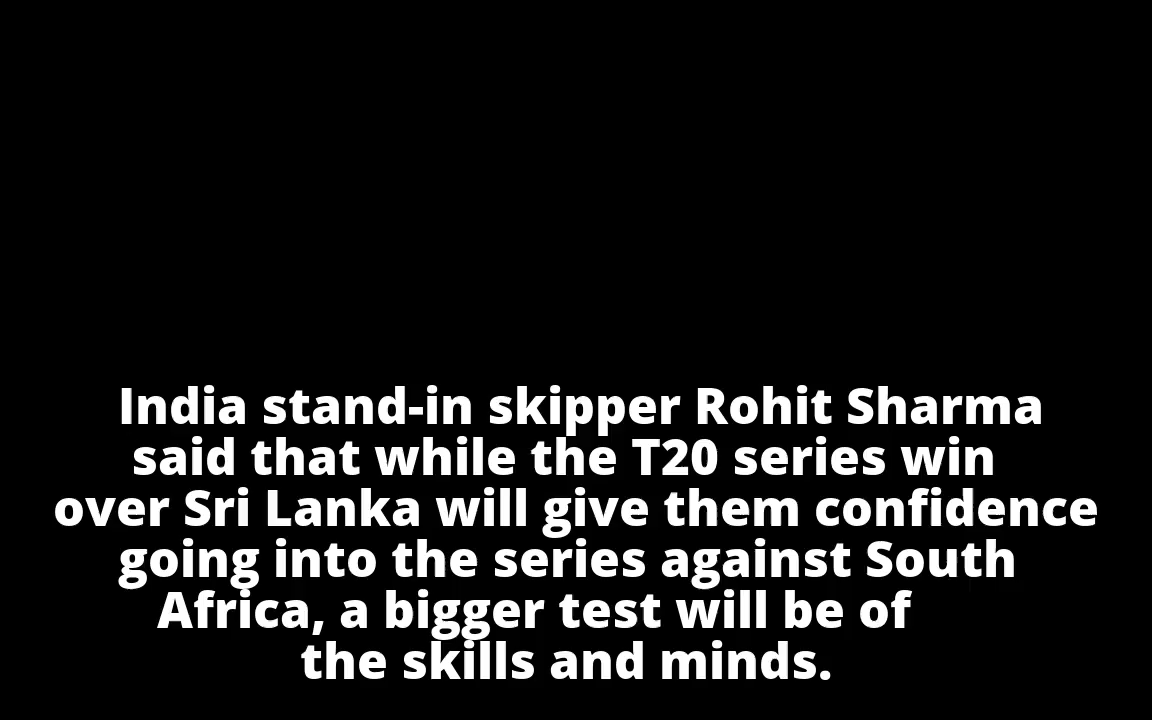 India stand-in skipper Rohit Sharma
said that while the T20 series win
over Sri Lanka will give them confidence
going into the series against South
Africa, a bigger test will be of
the skills and minds.